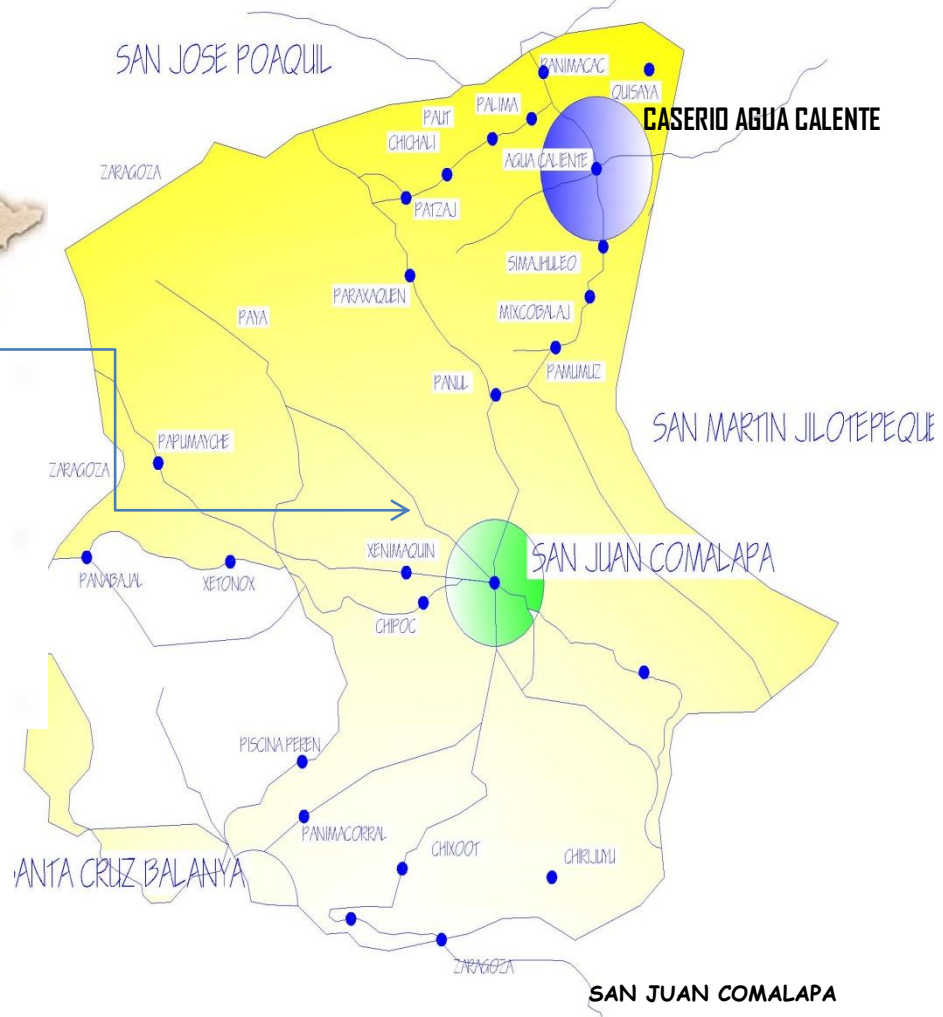 SAN JOSE POAQUIL
PANIMACAC
QUISAYA
PALIMA
CASERIO AGUA CALENTE
PAUT
CHICHALI
AGUA CALIENTE
ZARAGOZA
PATZAJ
SIMAJHULEO
PARAXAQUEN
MIXCOBALAJ
PAYA
PAMUMUZ
PANUL
SAN MARTIN JILOTEPEQUE
PAPUMAYCHE
ZARAGOZA
XENIMAQUIN
SAN JUAN COMALAPA
PANABAJAL
XETONOX
CHIPOC
PISCINA PEREN
PANIMACORRAL
CHIXOOT
CHIRIJUYU
ANTA CRUZ BALANYA
ZARAGOZA
SAN JUAN COMALAPA